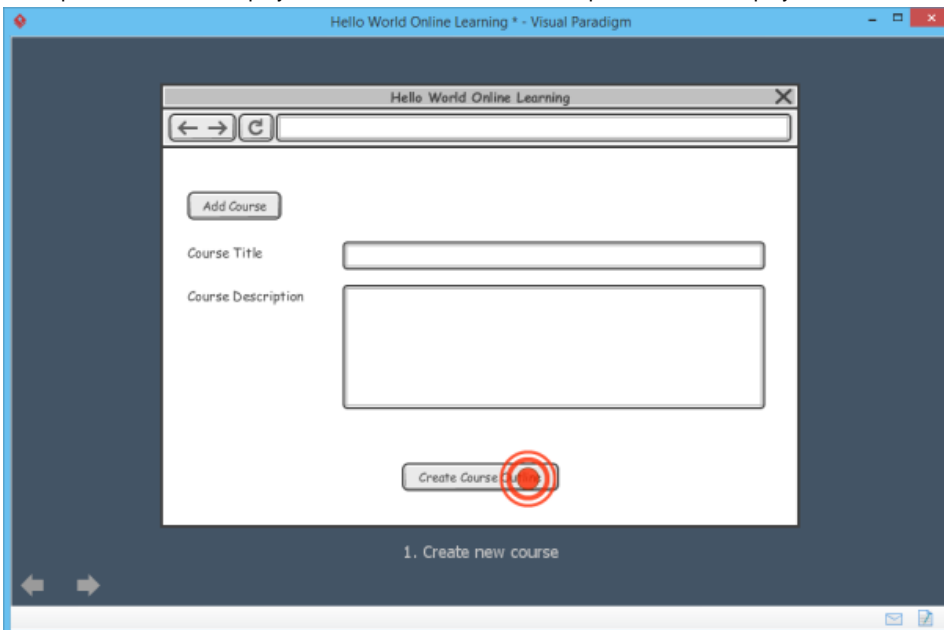 Hello World Online Learning * - Visual Paradigm
Hello World Online Learning
Add Course
Course Title
Course Description
Create Course Outline
1. Create new course